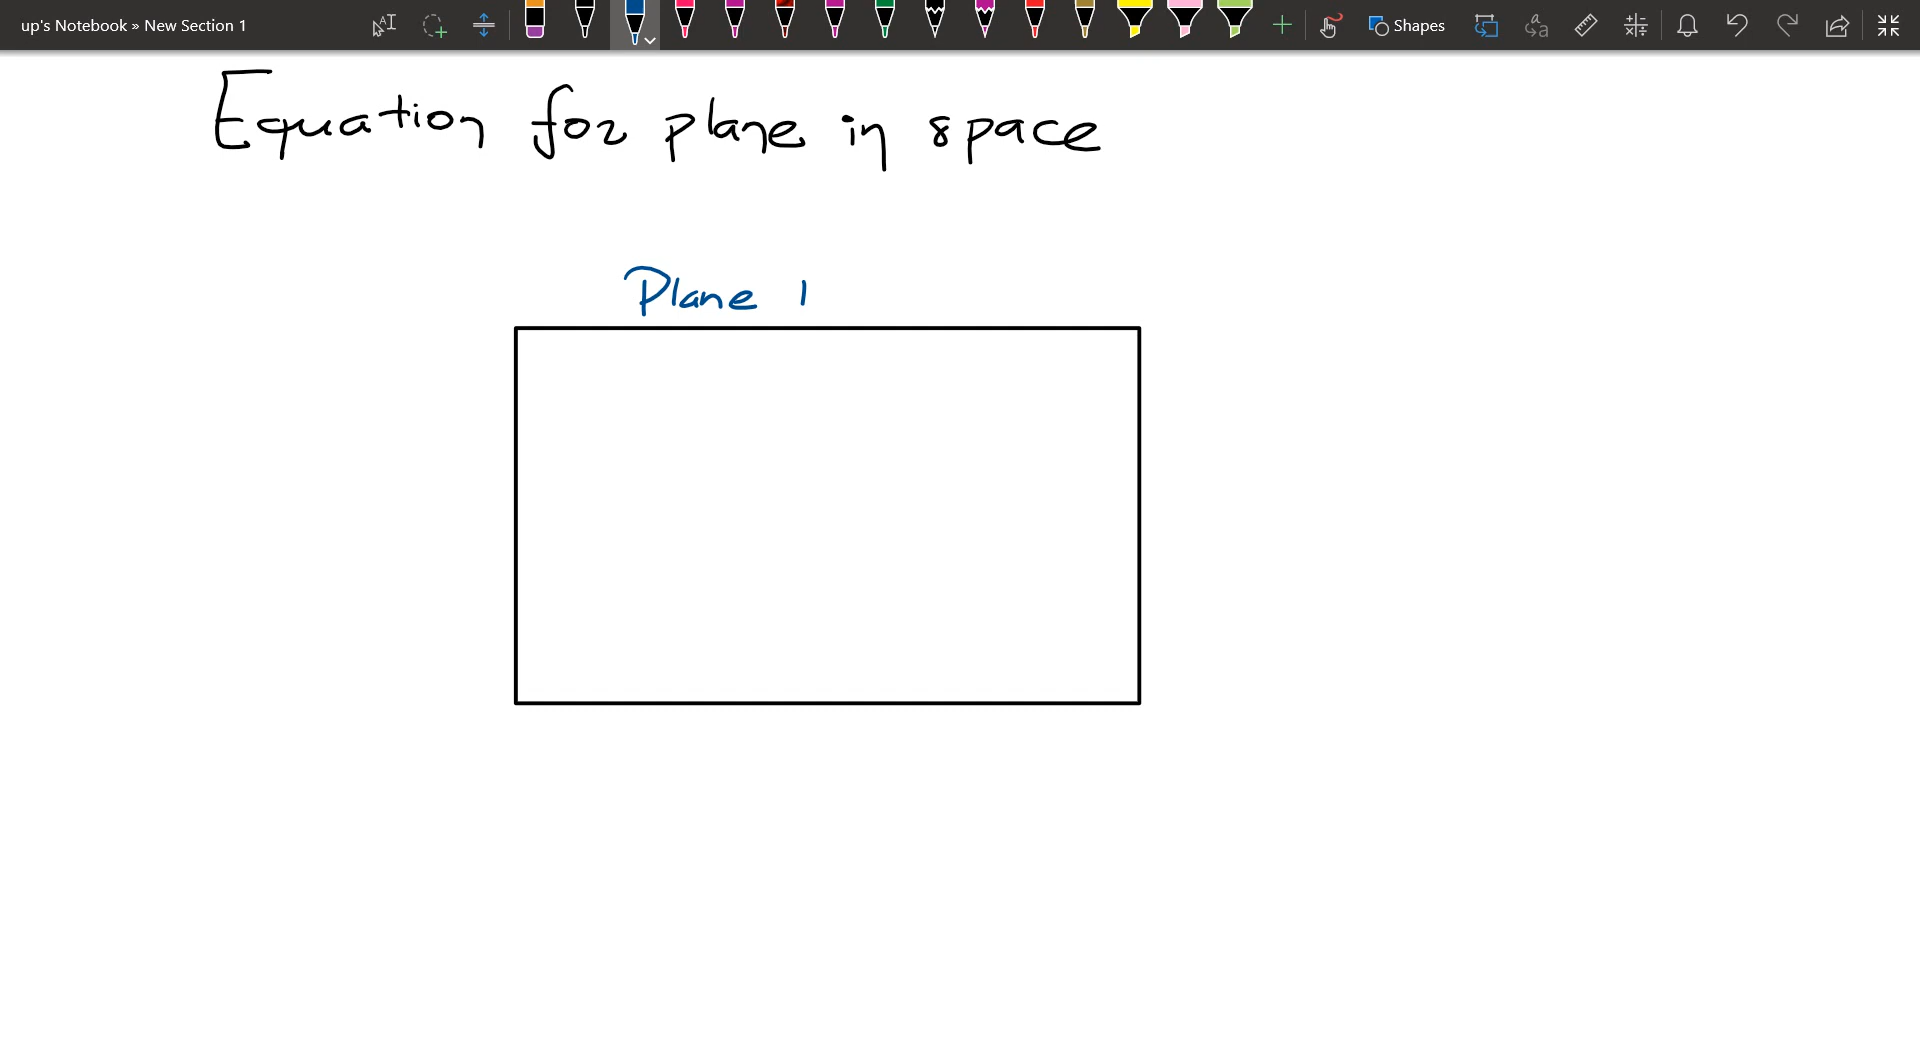 up's Notebook » New Section 1
Shapes
Equation for plane in space
Plane 1